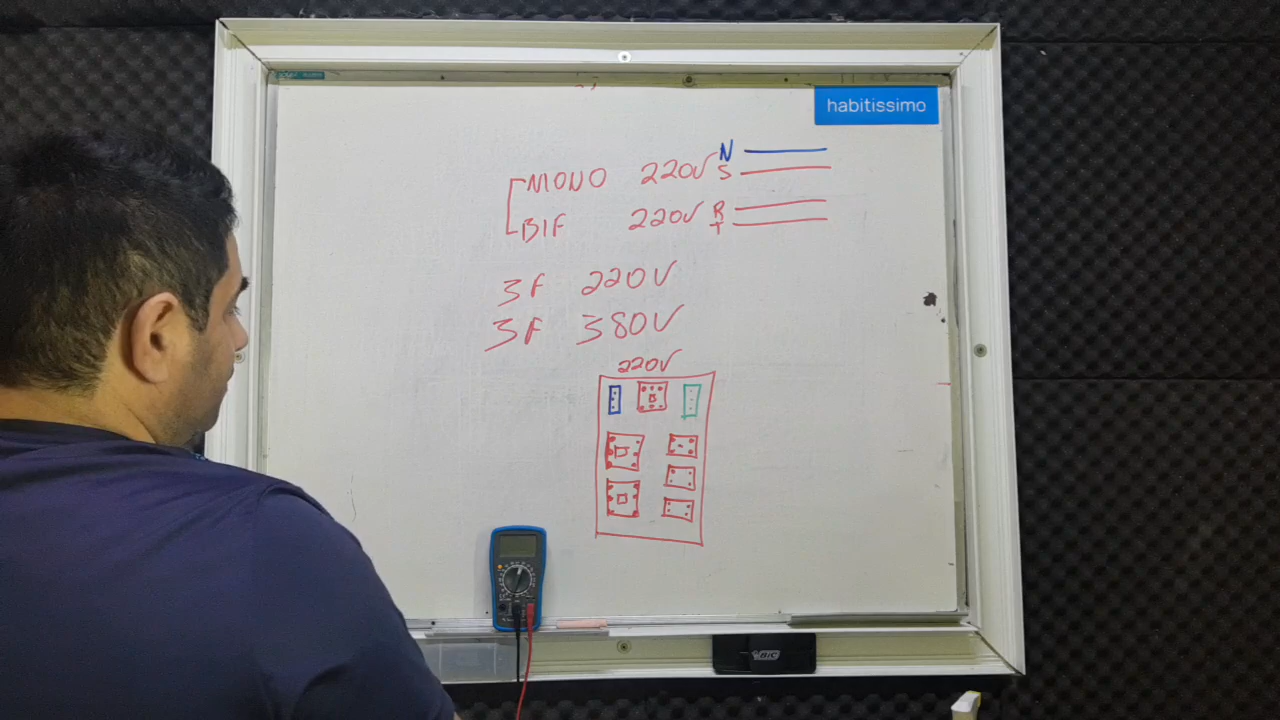 habitissimo
MONO 220V N
S
BIF 220V R
T
3F 220V
3F 380V
220V
BIC